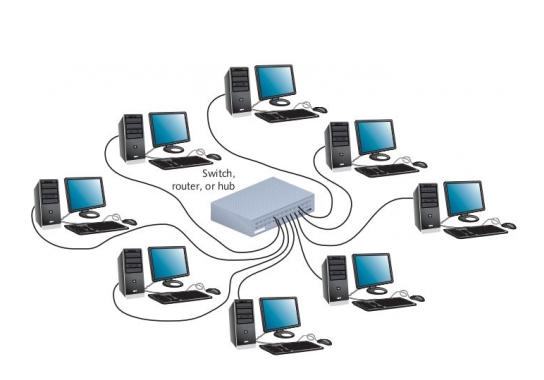 Switch,
router, or hub